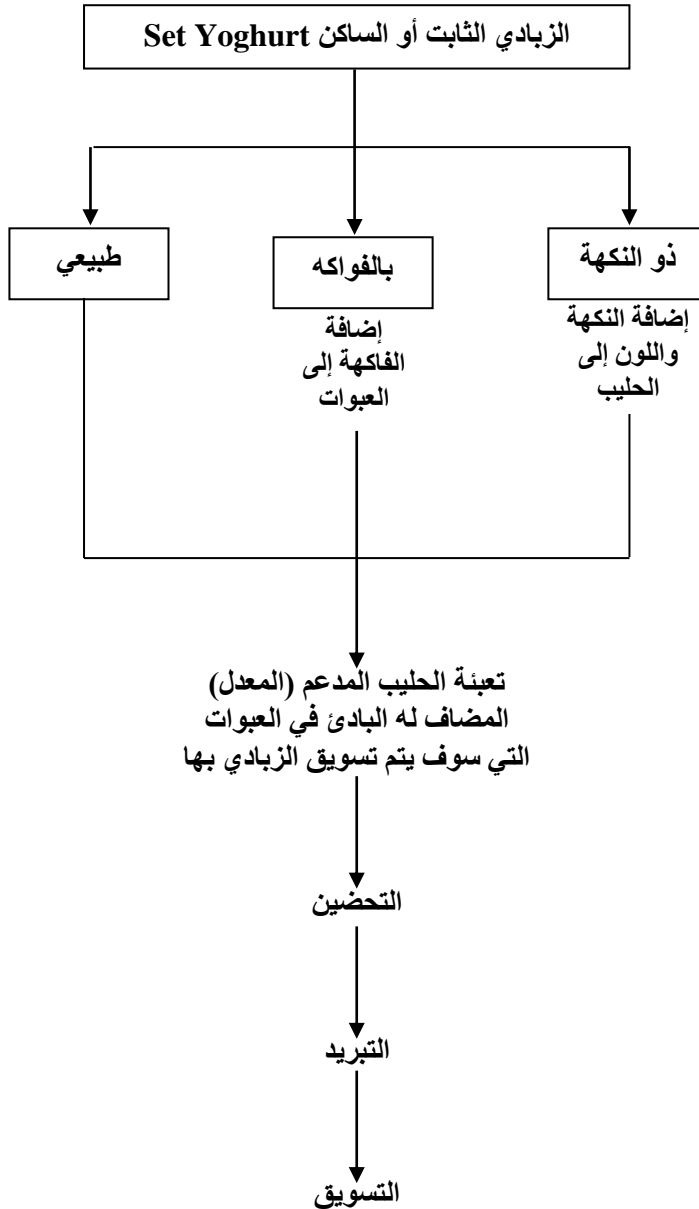 الزبادي الثابت أو الساكن Set Yoghurt
ذو النكهة
بالفواكه
طبيعي
إضافة النكهة
واللون إلى
الحليب
إضافة
الفاكهة إلى
العبوات
تعبئة الحليب المدعم (المعدل)
المضاف له البادئ في العبوات
التي سوف يتم تسويق الزبادي بها
التحضين
التبريد
التسويق